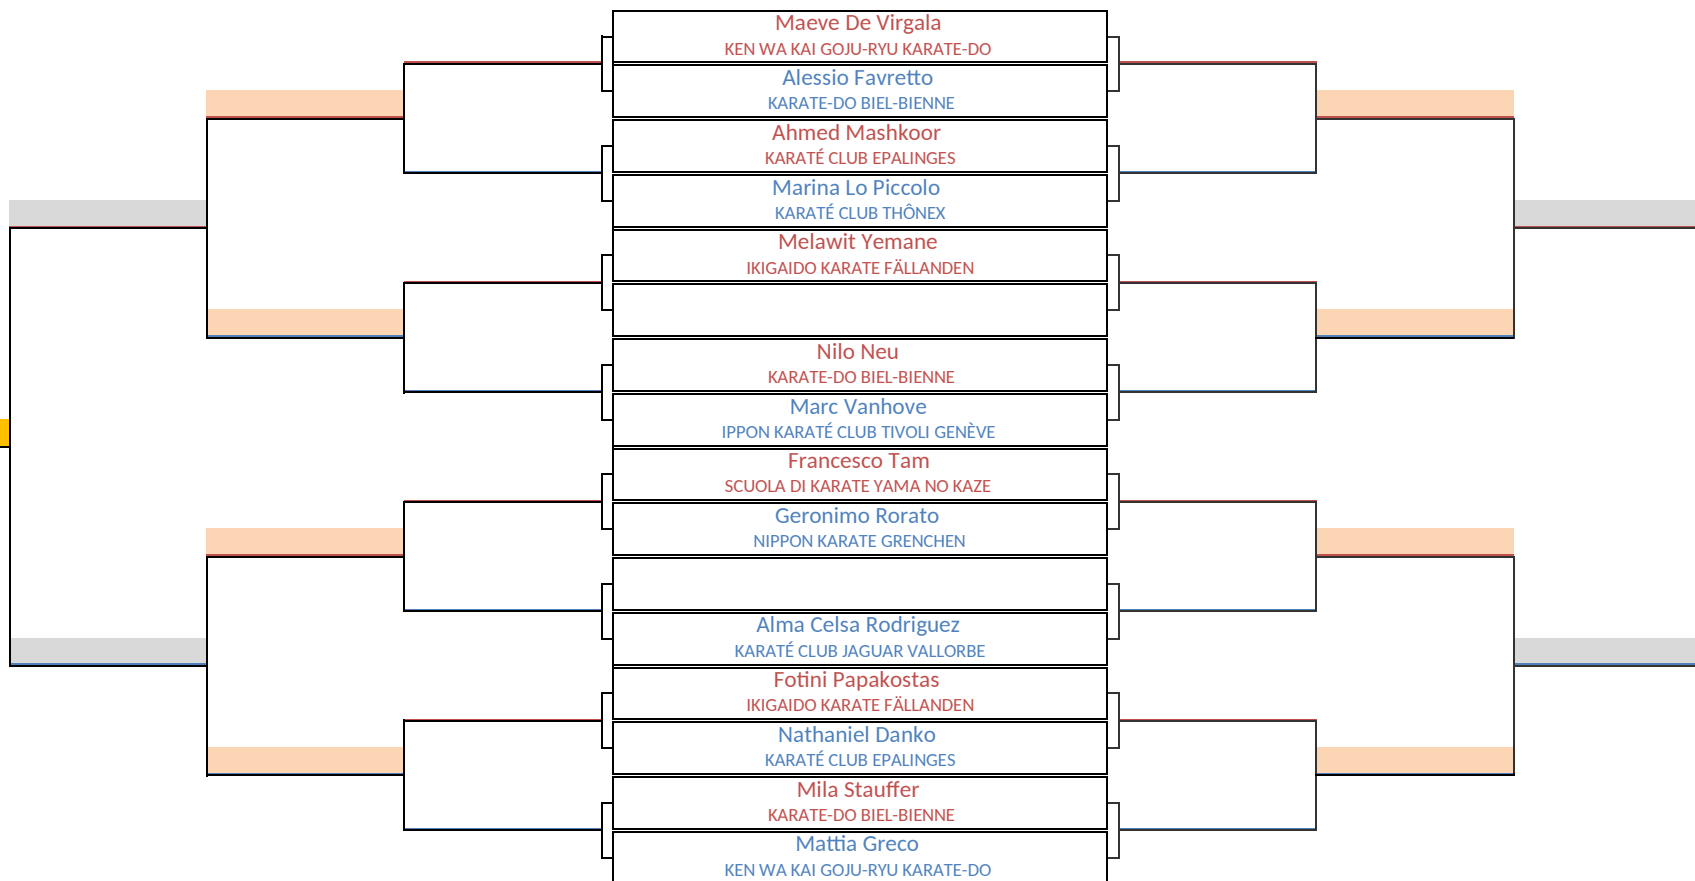 Maeve De Virgala
KEN WA KAI GOJU-RYU KARATE-DO
Alessio Favretto
KARATE-DO BIEL-BIENNE
Ahmed Mashkoor
KARATÉ CLUB EPALINGES
Marina Lo Piccolo
KARATÉ CLUB THÔNEX
Melawit Yemane
IKIGAIDO KARATE FÄLLANDEN
Nilo Neu
KARATE-DO BIEL-BIENNE
Marc Vanhove
IPPON KARATÉ CLUB TIVOLI GENÈVE
Francesco Tam
SCUOLA DI KARATE YAMA NO KAZE
Geronimo Rorato
NIPPON KARATE GRENCHEN
Alma Celsa Rodriguez
KARATÉ CLUB JAGUAR VALLORBE
Fotini Papakostas
IKIGAIDO KARATE FÄLLANDEN
Nathaniel Danko
KARATÉ CLUB EPALINGES
Mila Stauffer
KARATE-DO BIEL-BIENNE
Mattia Greco
KEN WA KAI GOJU-RYU KARATE-DO